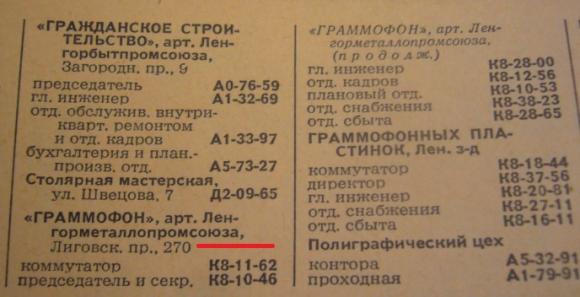 «ГРАЖДАНСКОЕ СТРОИ-
ТЕЛЬСТВО», арт. Лен-
горбытпромсоюза,
Загородн. пр., 9
председатель А0-76-59
гл. инженер А1-32-69
отд. обслужив. внутри-
кварт. ремонтом
и отд. кадров А1-33-97
бухгалтерия и план.-
произв. отд. А5-73-27
Столярная мастерская,
ул. Швецова, 7 Д2-09-65
«ГРАММОФОН», арт. Лен-
горметаллопромсоюза,
Лиговск. пр., 270
коммутатор К8-11-62
председатель и секр. К8-10-46
«ГРАММОФОН», арт. Лен-
горметаллопромсоюза
(продолж.)
гл. инженер К8-28-00
отд. кадров К8-12-56
плановый отд. К8-10-53
отд. снабжения К8-38-23
отд. сбыта К8-28-65
ГРАММОФОННЫХ ПЛА-
СТИНОК, Лен. з-д
коммутатор К8-18-44
директор К8-37-56
гл. инженер К8-20-81
отд. снабжения К8-27-11
отд. сбыта К8-16-11
Полиграфический цех
контора А5-32-91
проходная А1-79-91